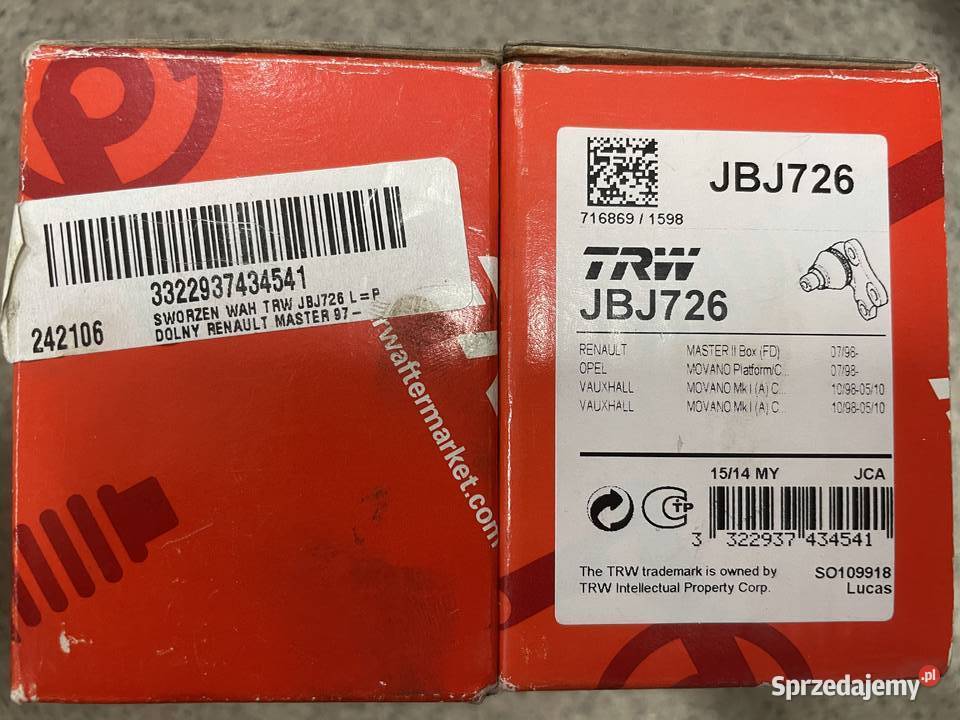 3322937434541
SWORZEN WAH TRW JBJ726 L=P
DOLNY RENAULT MASTER 97-
242106
rwaftermarket.com
JBJ726
716869 / 1598
TRW
JBJ726
RENAULT MASTER II Box (FD) 07/98-
OPEL MOVANO Platform/C... 07/98-
VAUXHALL MOVANO Mk I (A) C... 10/98-05/10
VAUXHALL MOVANO Mk I (A) C... 10/98-05/10
15/14 MY JCA
3 322937 434541
The TRW trademark is owned by
TRW Intellectual Property Corp.
SO109918
Lucas
Sprzedajemy.pl